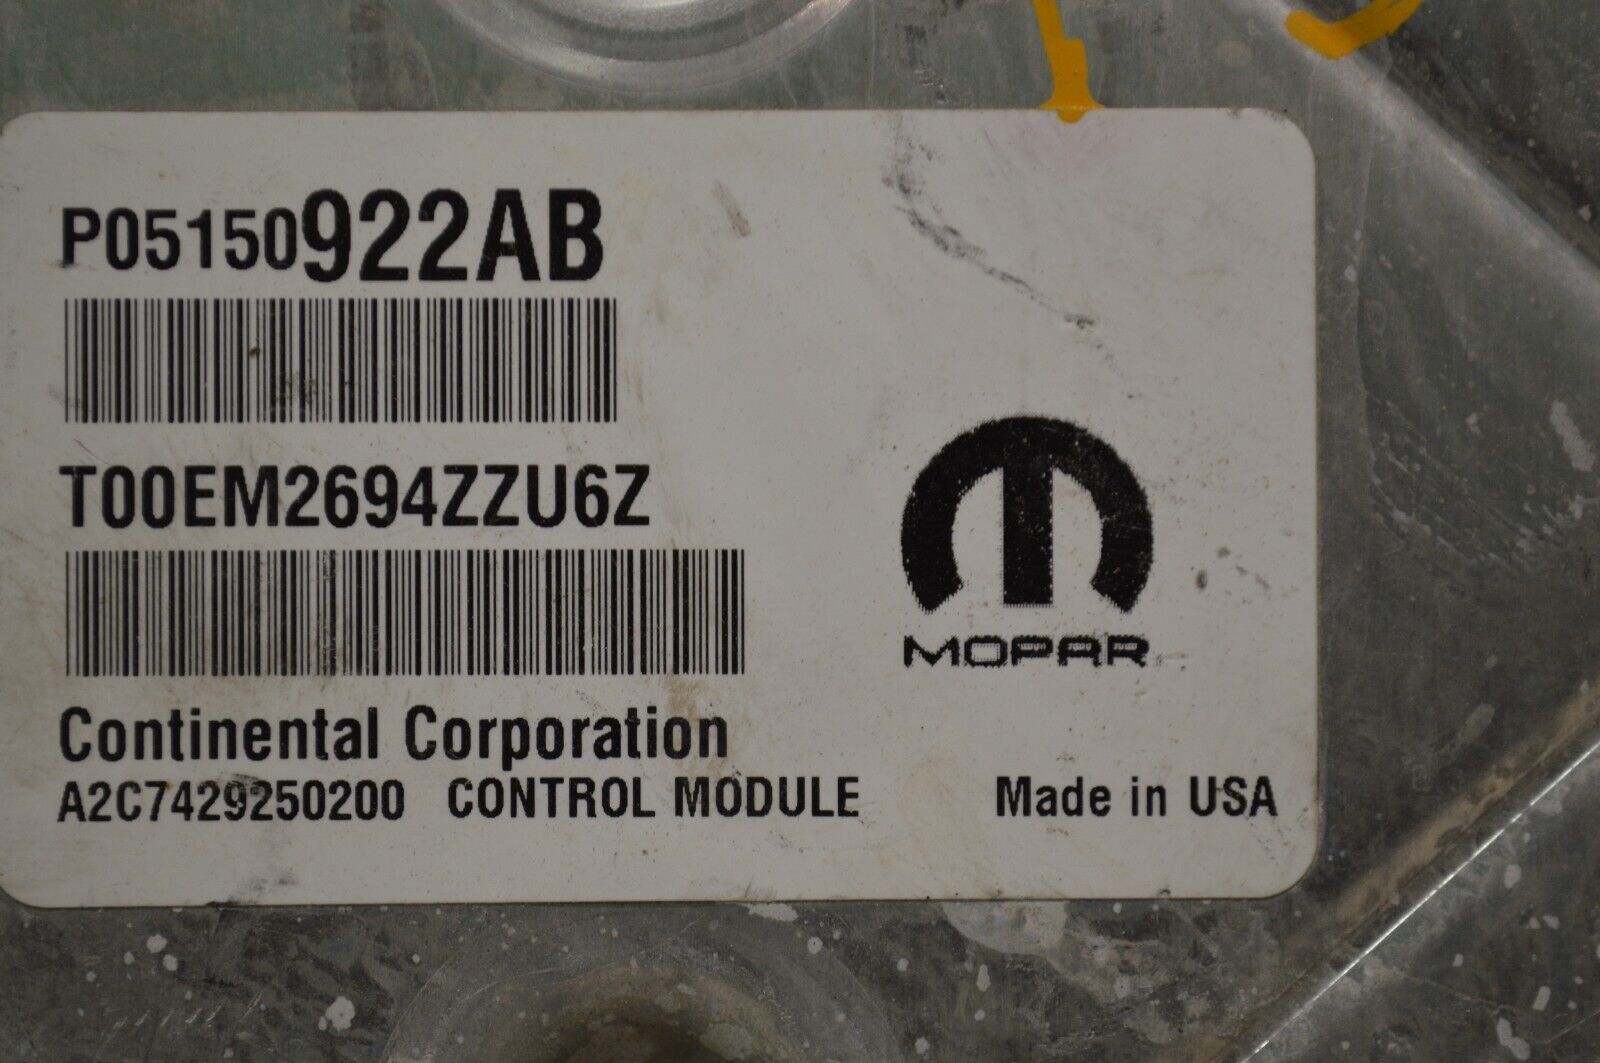 P05150922AB
T00EM2694ZZU6Z
MOPAR
Continental Corporation
A2C7429250200 CONTROL MODULE Made in USA